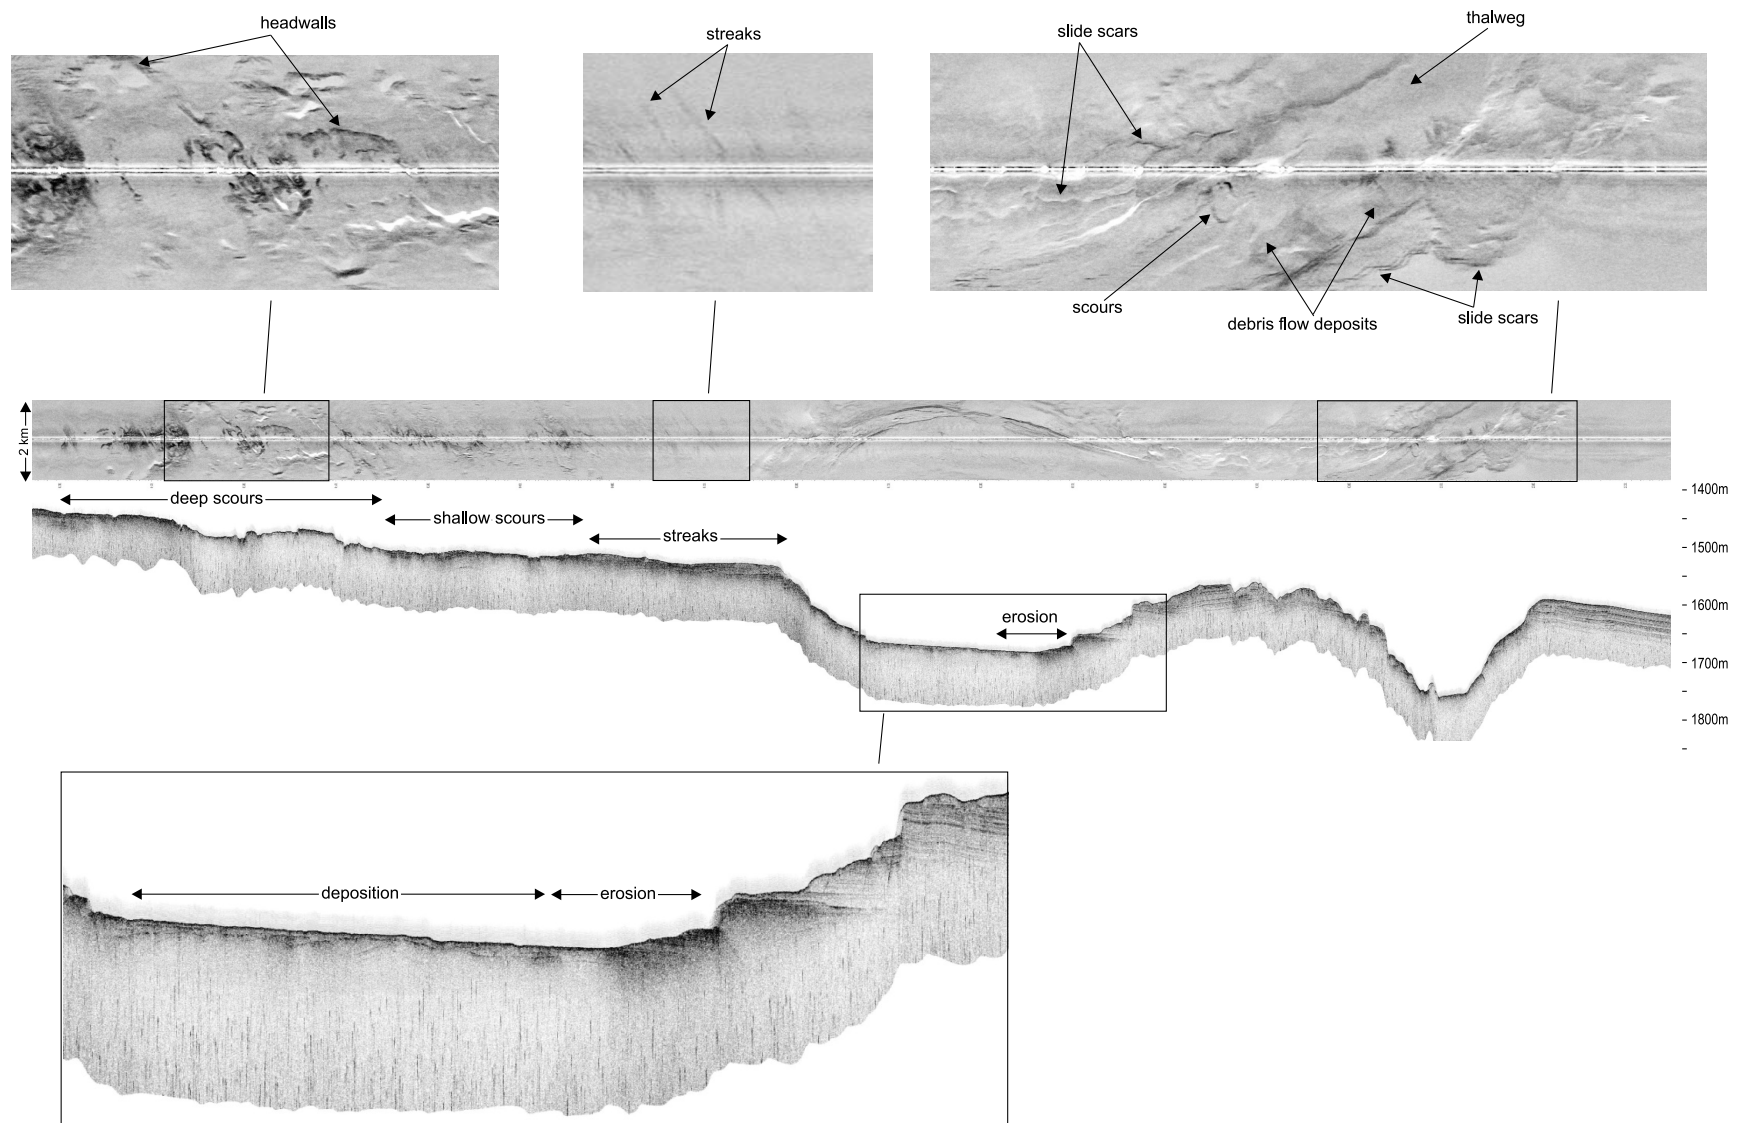 headwalls
streaks
slide scars
thalweg
scours
debris flow deposits
slide scars
2 km
deep scours
shallow scours
streaks
erosion
1400m
1500m
1600m
1700m
1800m
deposition
erosion